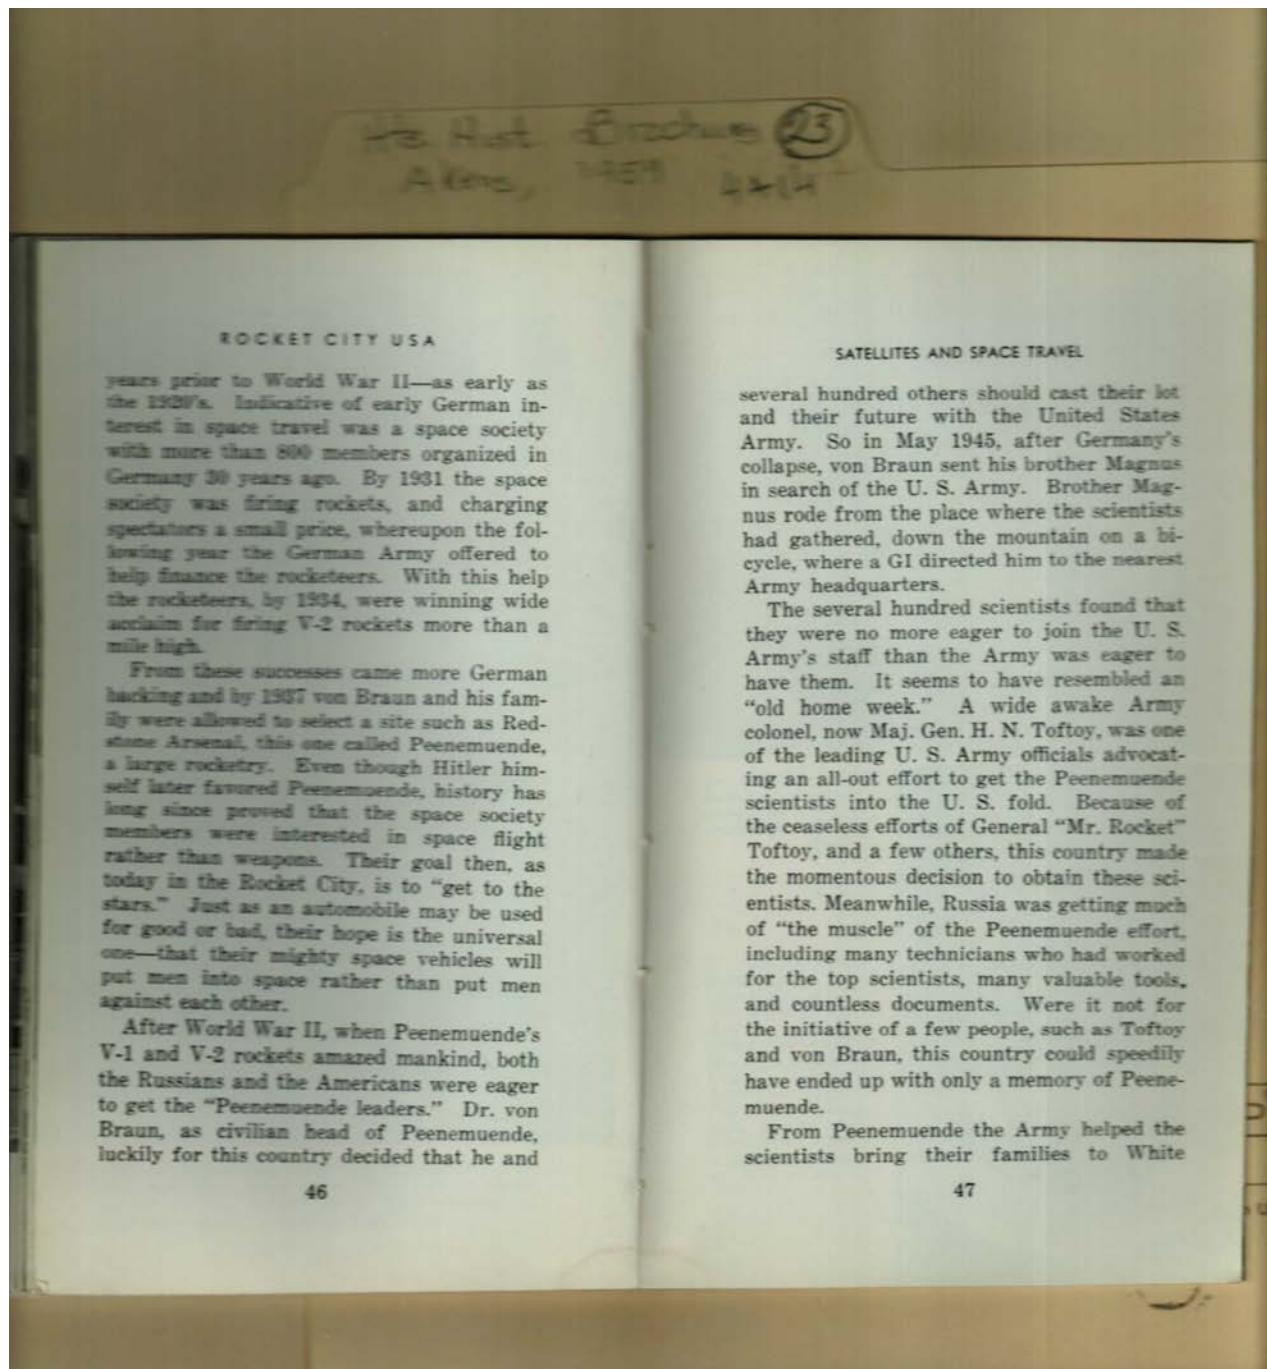 Hist Brochure 23
Akens, 1959
ROCKET CITY USA
years prior to World War II—as early as
the 1920's. Indicative of early German in-
terest in space travel was a space society
with more than 800 members organized in
Germany 30 years ago. By 1931 the space
society was firing rockets, and charging
spectators a small price, whereupon the fol-
lowing year the German Army offered to
help finance the rocketeers. With this help
the rocketeers, by 1934, were winning wide
acclaim for firing V-2 rockets more than a
mile high.
From these successes came more German
backing and by 1937 von Braun and his fam-
ily were allowed to select a site such as Red-
stone Arsenal, this one called Peenemuende,
a large rocketry. Even though Hitler him-
self later favored Peenemuende, history has
long since proved that the space society
members were interested in space flight
rather than weapons. Their goal then, as
today in the Rocket City, is to “get to the
stars.” Just as an automobile may be used
for good or bad, their hope is the universal
one—that their mighty space vehicles will
put men into space rather than put men
against each other.
After World War II, when Peenemuende's
V-1 and V-2 rockets amazed mankind, both
the Russians and the Americans were eager
to get the “Peenemuende leaders.” Dr. von
Braun, as civilian head of Peenemuende,
luckily for this country decided that he and
46
SATELLITES AND SPACE TRAVEL
several hundred others should cast their lot
and their future with the United States
Army. So in May 1945, after Germany's
collapse, von Braun sent his brother Magnus
in search of the U. S. Army. Brother Mag-
nus rode from the place where the scientists
had gathered, down the mountain on a bi-
cycle, where a GI directed him to the nearest
Army headquarters.
The several hundred scientists found that
they were no more eager to join the U. S.
Army's staff than the Army was eager to
have them. It seems to have resembled an
“old home week.” A wide awake Army
colonel, now Maj. Gen. H. N. Toftoy, was one
of the leading U. S. Army officials advocat-
ing an all-out effort to get the Peenemuende
scientists into the U. S. fold. Because of
the ceaseless efforts of General “Mr. Rocket”
Toftoy, and a few others, this country made
the momentous decision to obtain these sci-
entists. Meanwhile, Russia was getting much
of “the muscle” of the Peenemuende effort,
including many technicians who had worked
for the top scientists, many valuable tools,
and countless documents. Were it not for
the initiative of a few people, such as Toftoy
and von Braun, this country could speedily
have ended up with only a memory of Peene-
muende.
From Peenemuende the Army helped the
scientists bring their families to White
47